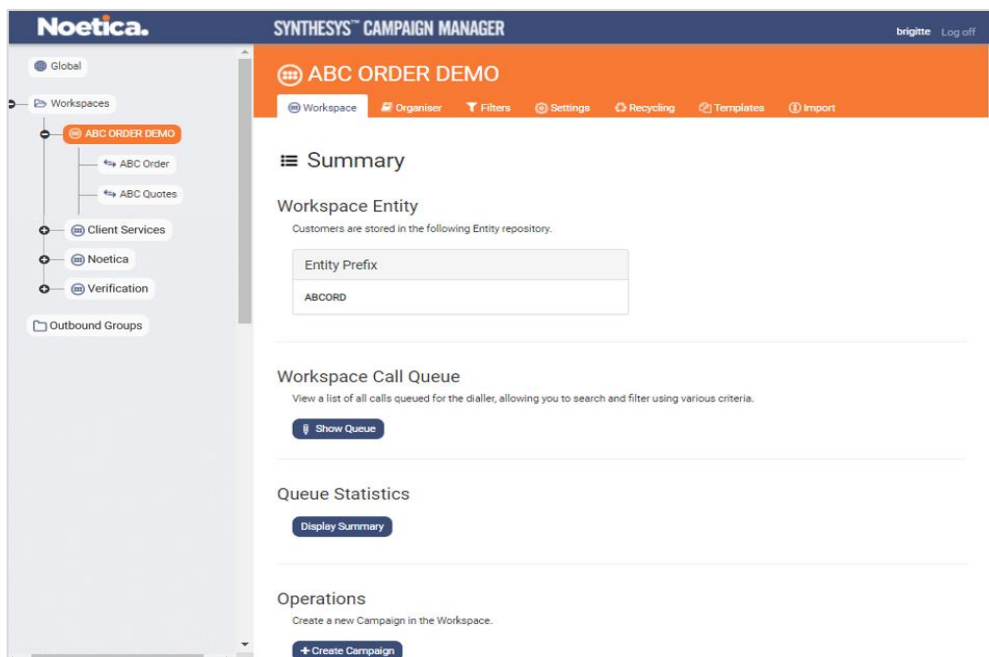 Noetica.
SYNTHESYS™ CAMPAIGN MANAGER
brigitte Log off
Global
Workspaces
ABC ORDER DEMO
ABC Order
ABC Quotes
Client Services
Noetica
Verification
Outbound Groups
ABC ORDER DEMO
Workspace Organiser Filters Settings Recycling Templates Import
Summary
Workspace Entity
Customers are stored in the following Entity repository.
Entity Prefix
ABCORD
Workspace Call Queue
View a list of all calls queued for the dialler, allowing you to search and filter using various criteria.
Show Queue
Queue Statistics
Display Summary
Operations
Create a new Campaign in the Workspace.
+ Create Campaign